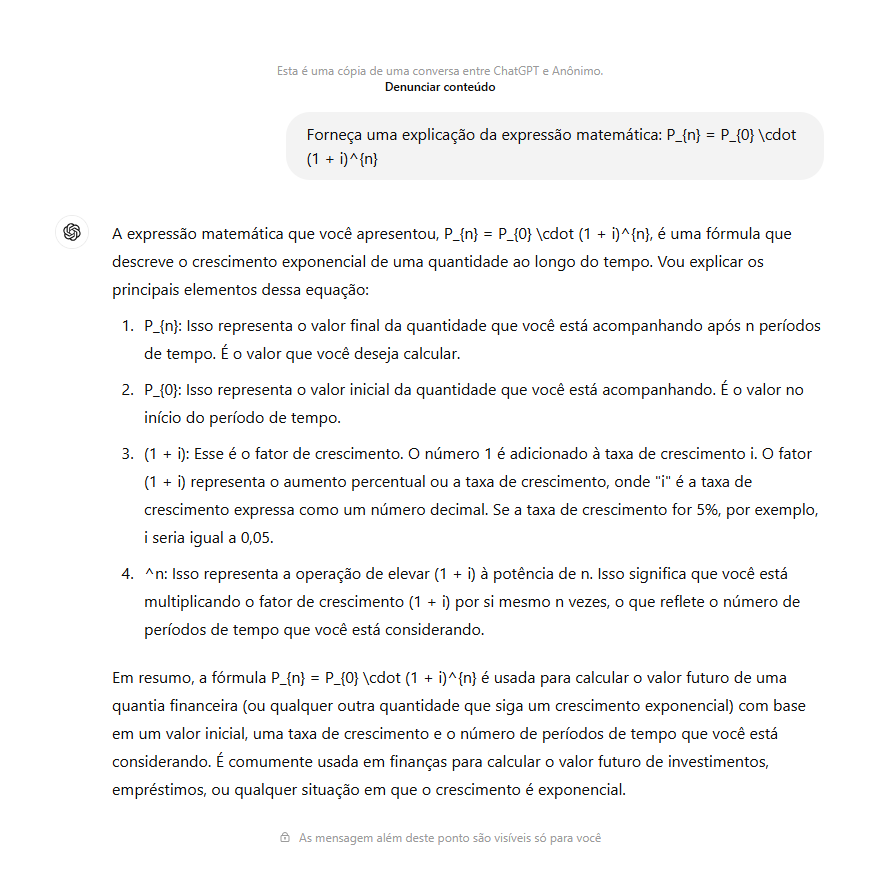 Esta é uma cópia de uma conversa entre ChatGPT e Anônimo.
Denunciar conteúdo
Forneça uma explicação da expressão matemática: P_{n} = P_{0} \cdot
(1 + i)^{n}
A expressão matemática que você apresentou, P_{n} = P_{0} \cdot (1 + i)^{n}, é uma fórmula que
descreve o crescimento exponencial de uma quantidade ao longo do tempo. Vou explicar os
principais elementos dessa equação:
1. P_{n}: Isso representa o valor final da quantidade que você está acompanhando após n períodos
de tempo. É o valor que você deseja calcular.
2. P_{0}: Isso representa o valor inicial da quantidade que você está acompanhando. É o valor no
início do período de tempo.
3. (1 + i): Esse é o fator de crescimento. O número 1 é adicionado à taxa de crescimento i. O fator
(1 + i) representa o aumento percentual ou a taxa de crescimento, onde "i" é a taxa de
crescimento expressa como um número decimal. Se a taxa de crescimento for 5%, por exemplo,
i seria igual a 0,05.
4. ^n: Isso representa a operação de elevar (1 + i) à potência de n. Isso significa que você está
multiplicando o fator de crescimento (1 + i) por si mesmo n vezes, o que reflete o número de
períodos de tempo que você está considerando.
Em resumo, a fórmula P_{n} = P_{0} \cdot (1 + i)^{n} é usada para calcular o valor futuro de uma
quantia financeira (ou qualquer outra quantidade que siga um crescimento exponencial) com base
em um valor inicial, uma taxa de crescimento e o número de períodos de tempo que você está
considerando. É comumente usada em finanças para calcular o valor futuro de investimentos,
empréstimos, ou qualquer situação em que o crescimento é exponencial.
As mensagem além deste ponto são visíveis só para você